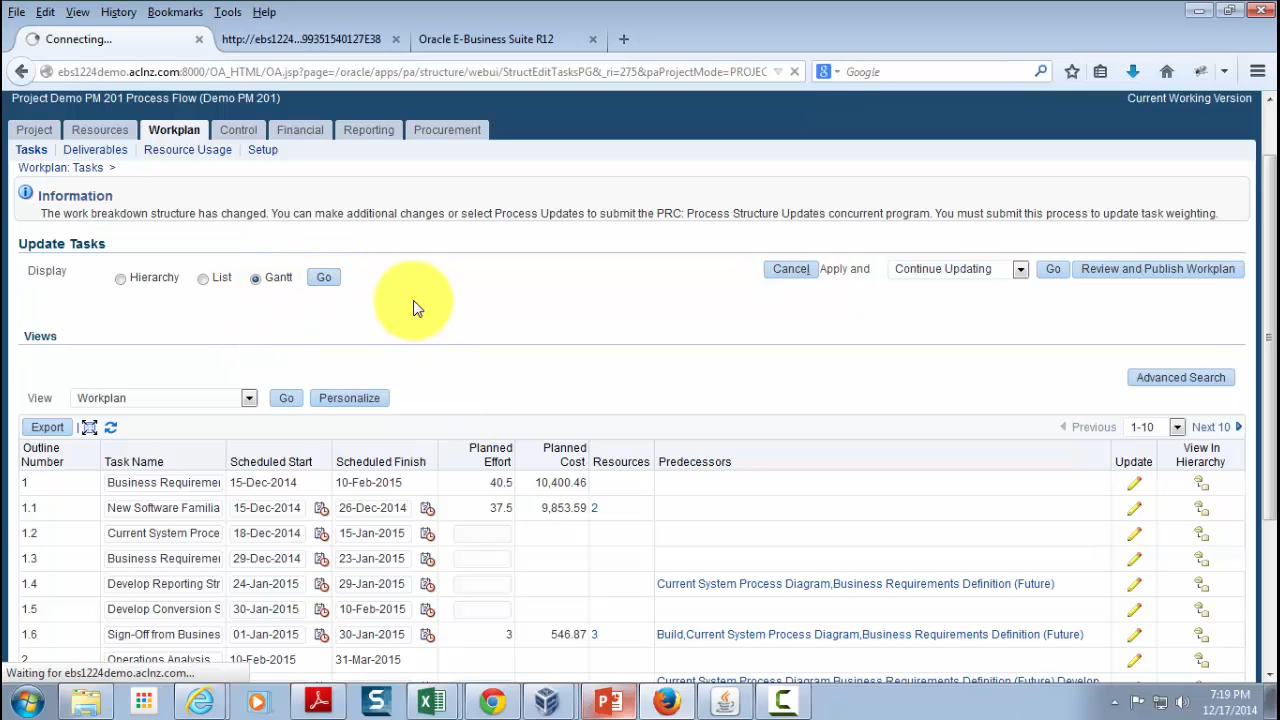 File Edit View History Bookmarks Tools Help
Connecting...
http://ebs1224...99351540127E38
Oracle E-Business Suite R12
ebs1224demo.aclnz.com:8000/OA_HTML/OA.jsp?page=/oracle/apps/pa/structure/webui/StructEditTasksPG&_ri=275&paProjectMode=PROJEC
Google
Project Demo PM 201 Process Flow (Demo PM 201)
Current Working Version
Project Resources Workplan Control Financial Reporting Procurement
Tasks Deliverables Resource Usage Setup
Workplan: Tasks >
Information
The work breakdown structure has changed. You can make additional changes or select Process Updates to submit the PRC: Process Structure Updates concurrent program. You must submit this process to update task weighting.
Update Tasks
Display Hierarchy List Gantt Go
Cancel Apply and Continue Updating Go Review and Publish Workplan
Views
Advanced Search
View Workplan Go Personalize
Export
Previous 1-10 Next 10
Outline Number Task Name Scheduled Start Scheduled Finish Planned Effort Planned Cost Resources Predecessors Update View In Hierarchy
1 Business Requiremer 15-Dec-2014 10-Feb-2015 40.5 10,400.46
1.1 New Software Familia 15-Dec-2014 26-Dec-2014 37.5 9,853.59 2
1.2 Current System Proce 18-Dec-2014 15-Jan-2015
1.3 Business Requiremer 29-Dec-2014 23-Jan-2015
1.4 Develop Reporting Str 24-Jan-2015 29-Jan-2015 Current System Process Diagram,Business Requirements Definition (Future)
1.5 Develop Conversion S 30-Jan-2015 10-Feb-2015
1.6 Sign-Off from Busines 01-Jan-2015 30-Jan-2015 3 546.87 3 Build,Current System Process Diagram,Business Requirements Definition (Future)
2 Operations Analysis 10-Feb-2015 31-Mar-2015
Current System Process Diagram,Business Requirements Definition (Future) Develop
Waiting for ebs1224demo.aclnz.com...
7:19 PM
12/17/2014